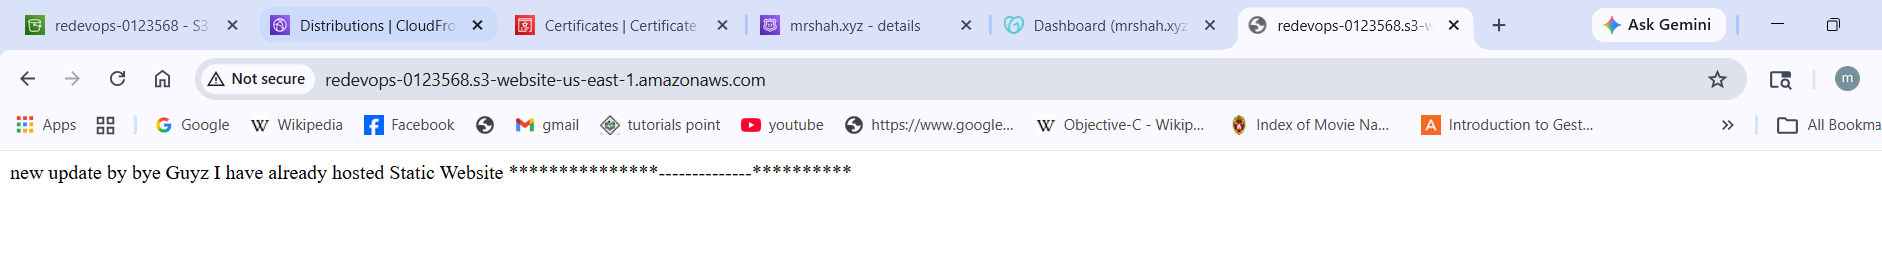 redevops-0123568 - S3
Distributions | CloudFro
Certificates | Certificate
mrshah.xyz - details
Dashboard (mrshah.xyz
redevops-0123568.s3-w
Ask Gemini
Not secure
redevops-0123568.s3-website-us-east-1.amazonaws.com
m
Apps
Google
Wikipedia
Facebook
gmail
tutorials point
youtube
https://www.google...
Objective-C - Wikip...
Index of Movie Na...
Introduction to Gest...
All Bookma
new update by bye Guyz I have already hosted Static Website ***************--------------**********